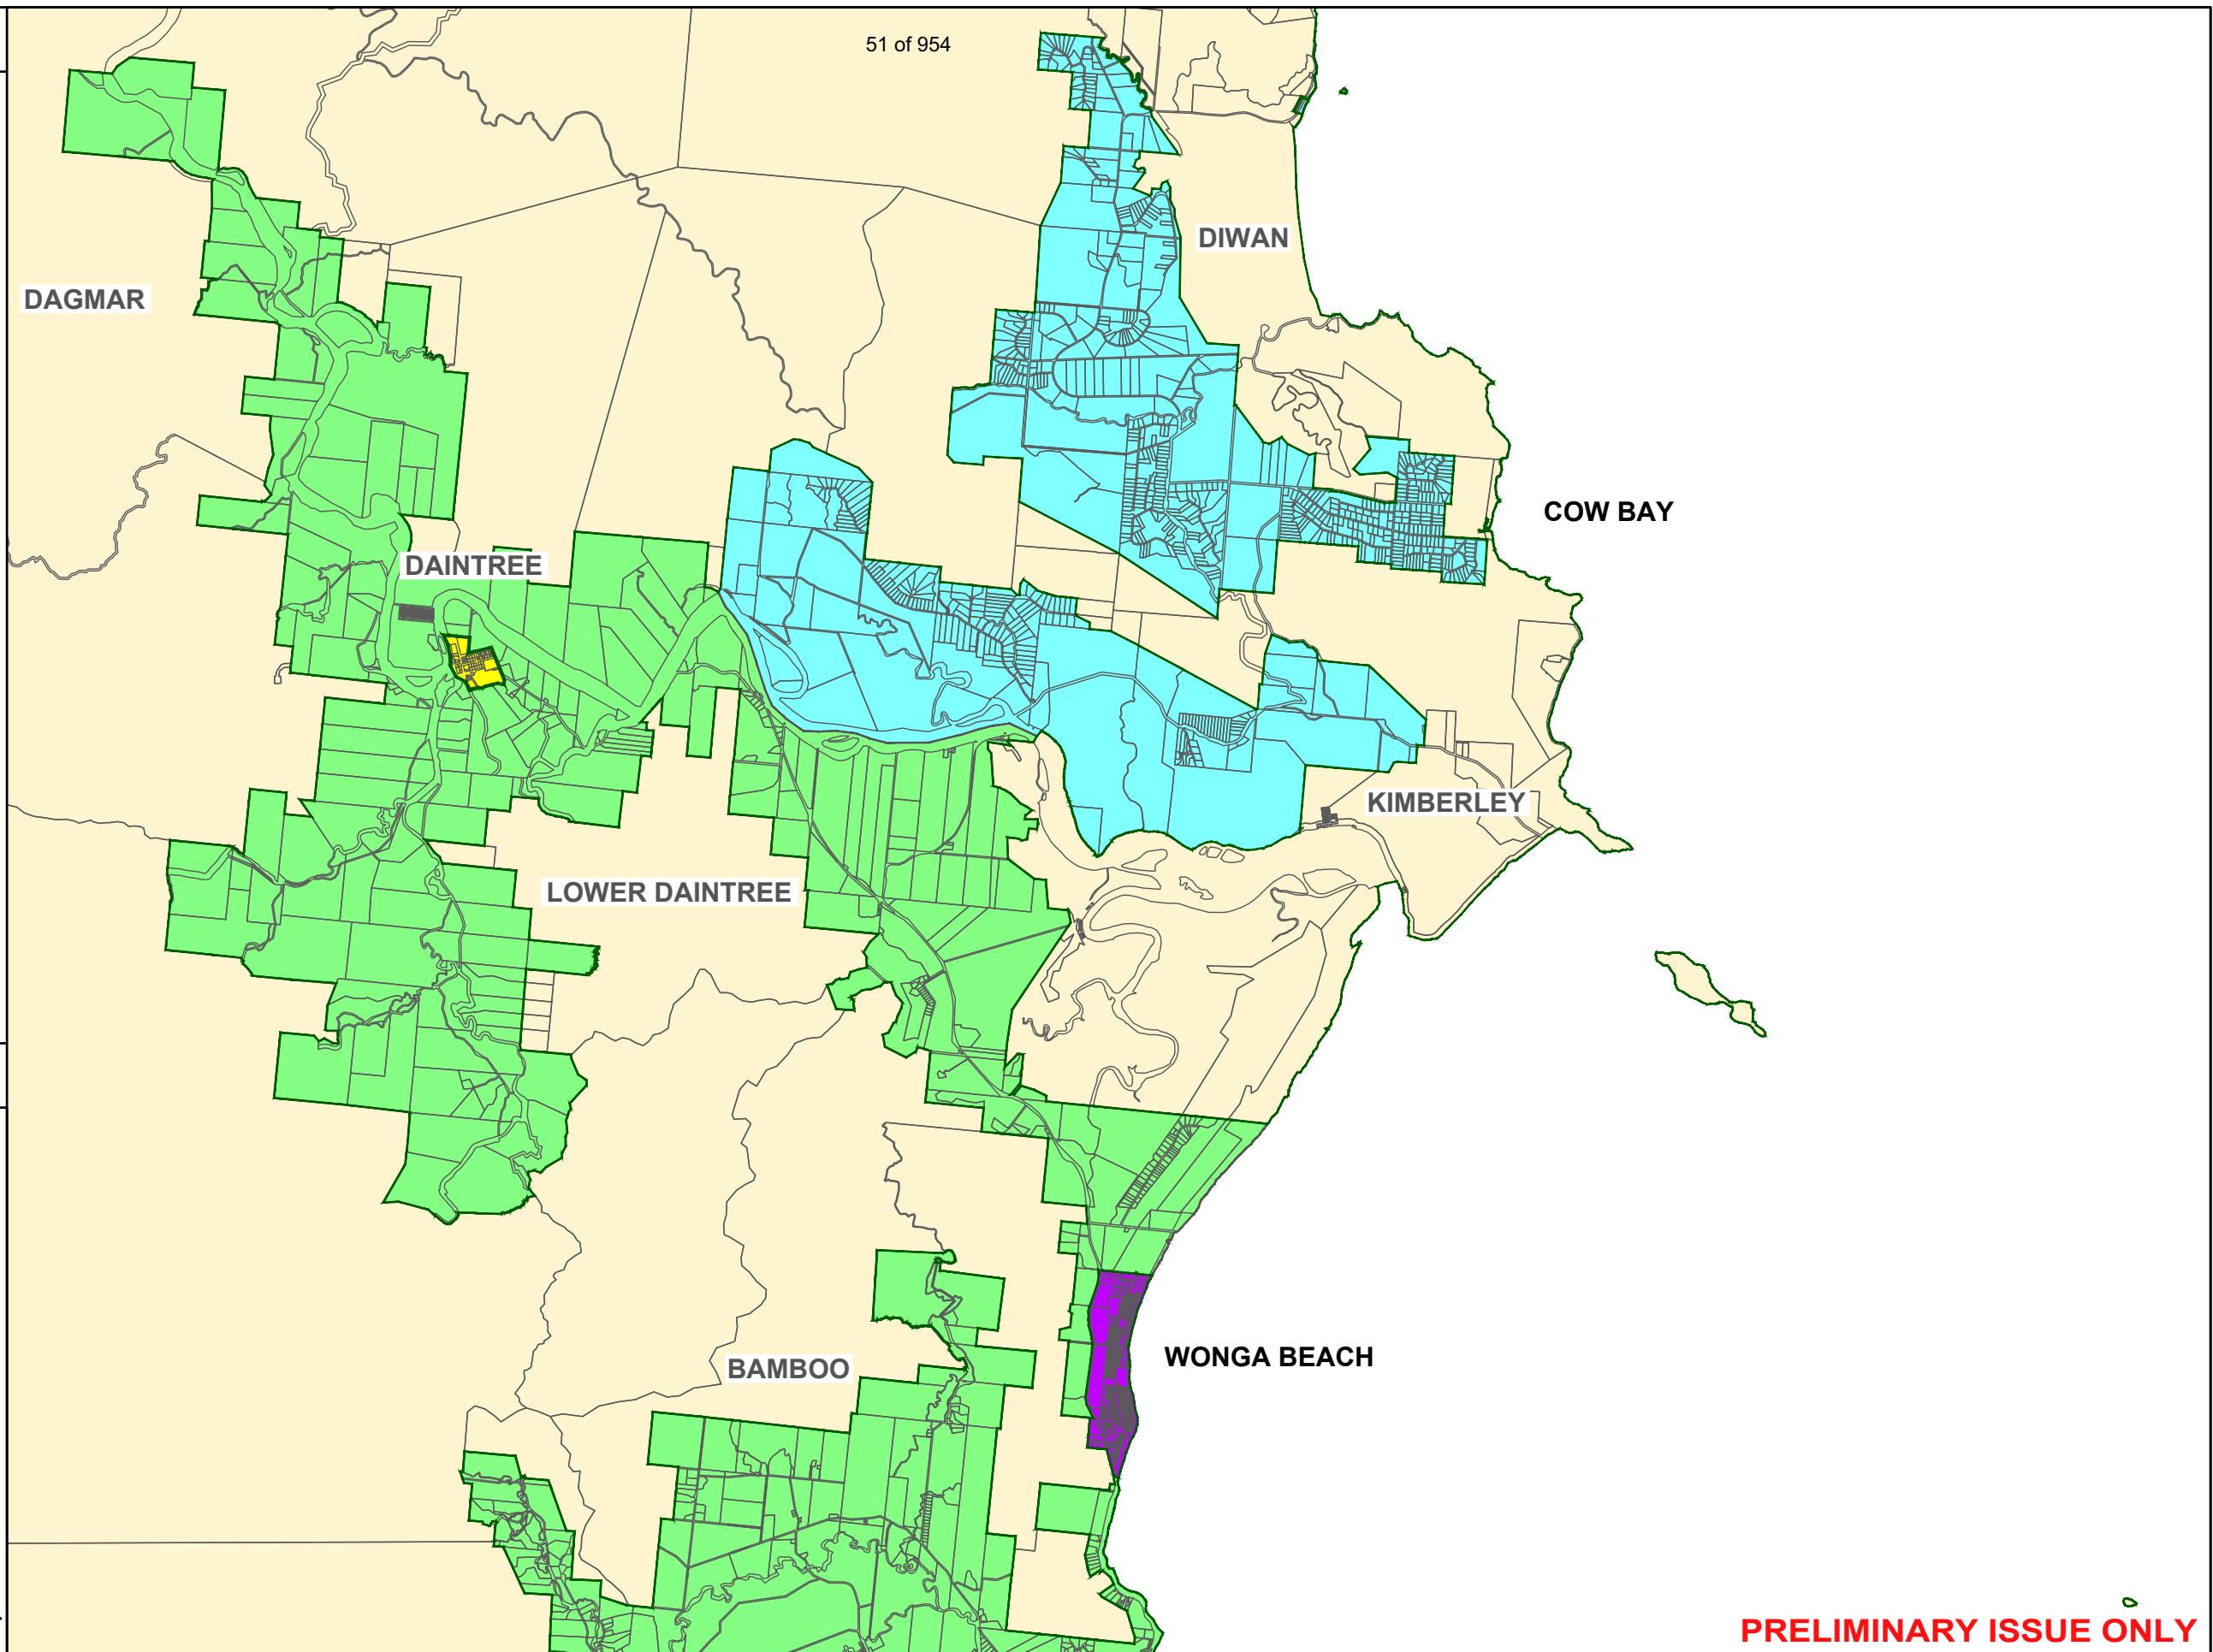 51 of 954
DIWAN
DAGMAR
COW BAY
DAINTREE
KIMBERLEY
LOWER DAINTREE
WONGA BEACH
BAMBOO
PRELIMINARY ISSUE ONLY